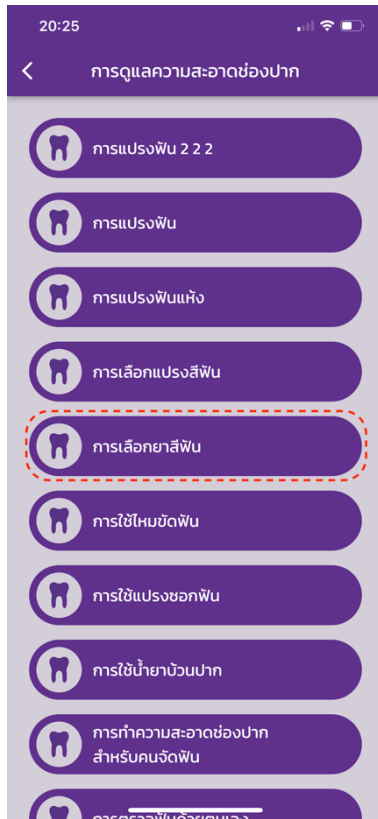 20:25
การดูแลความสะอาดช่องปาก
การแปรงฟัน 2 2 2
การแปรงฟัน
การแปรงฟันแห้ง
การเลือกแปรงสีฟัน
การเลือกยาสีฟัน
การใช้ไหมขัดฟัน
การใช้แปรงซอกฟัน
การใช้น้ำยาบ้วนปาก
การทำความสะอาดช่องปาก
สำหรับคนจัดฟัน